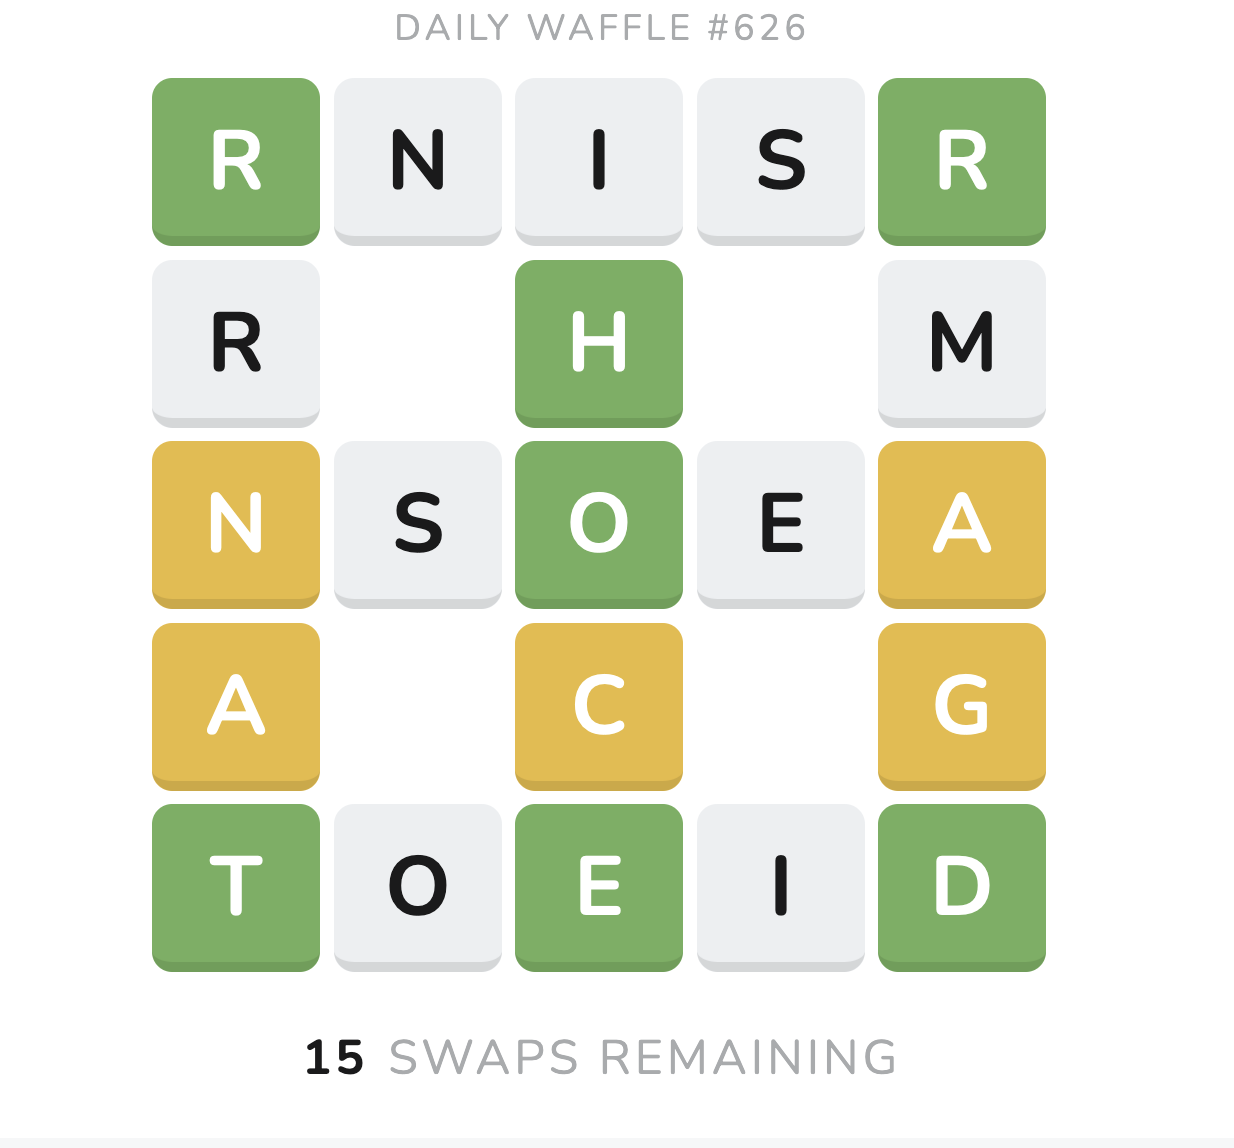 DAILY WAFFLE #626
R N I S R
R H M
N S O E A
A C G
T O E I D
15 SWAPS REMAINING